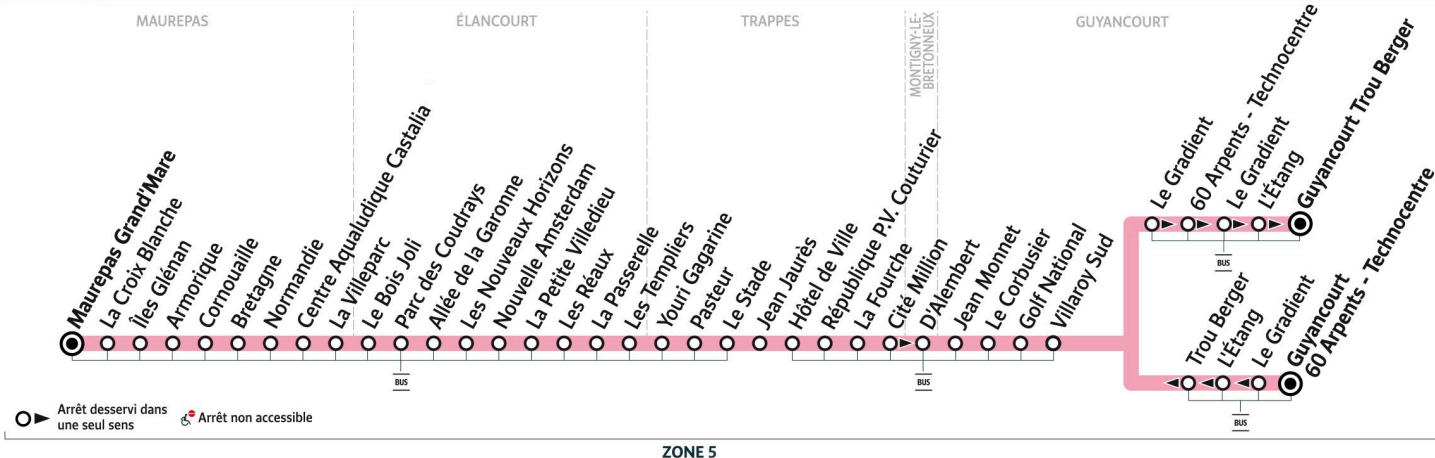 MAUREPAS
ÉLANCOURT
TRAPPES
MONTIGNY-LE-
BRETONNEUX
GUYANCOURT
Maurepas Grand'Mare
La Croix Blanche
Îles Glénan
Armorique
Cornouaille
Bretagne
Normandie
Centre Aqualudique Castalia
La Villeparc
Le Bois Joli
Parc des Coudrays
Allée de la Garonne
Les Nouveaux Horizons
Nouvelle Amsterdam
La Petite Villedieu
Les Réaux
La Passerelle
Les Templiers
Youri Gagarine
Pasteur
Le Stade
Jean Jaurès
Hôtel de Ville
République P.V. Couturier
La Fourche
Cité Million
D'Alembert
Jean Monnet
Le Corbusier
Golf National
Villaroy Sud
Le Gradient
60 Arpents - Technocentre
Le Gradient
L'Étang
Guyancourt Trou Berger
BUS
Trou Berger
L'Étang
Le Gradient
Guyancourt
60 Arpents - Technocentre
BUS
BUS
BUS
Arrêt desservi dans
une seul sens
Arrêt non accessible
ZONE 5